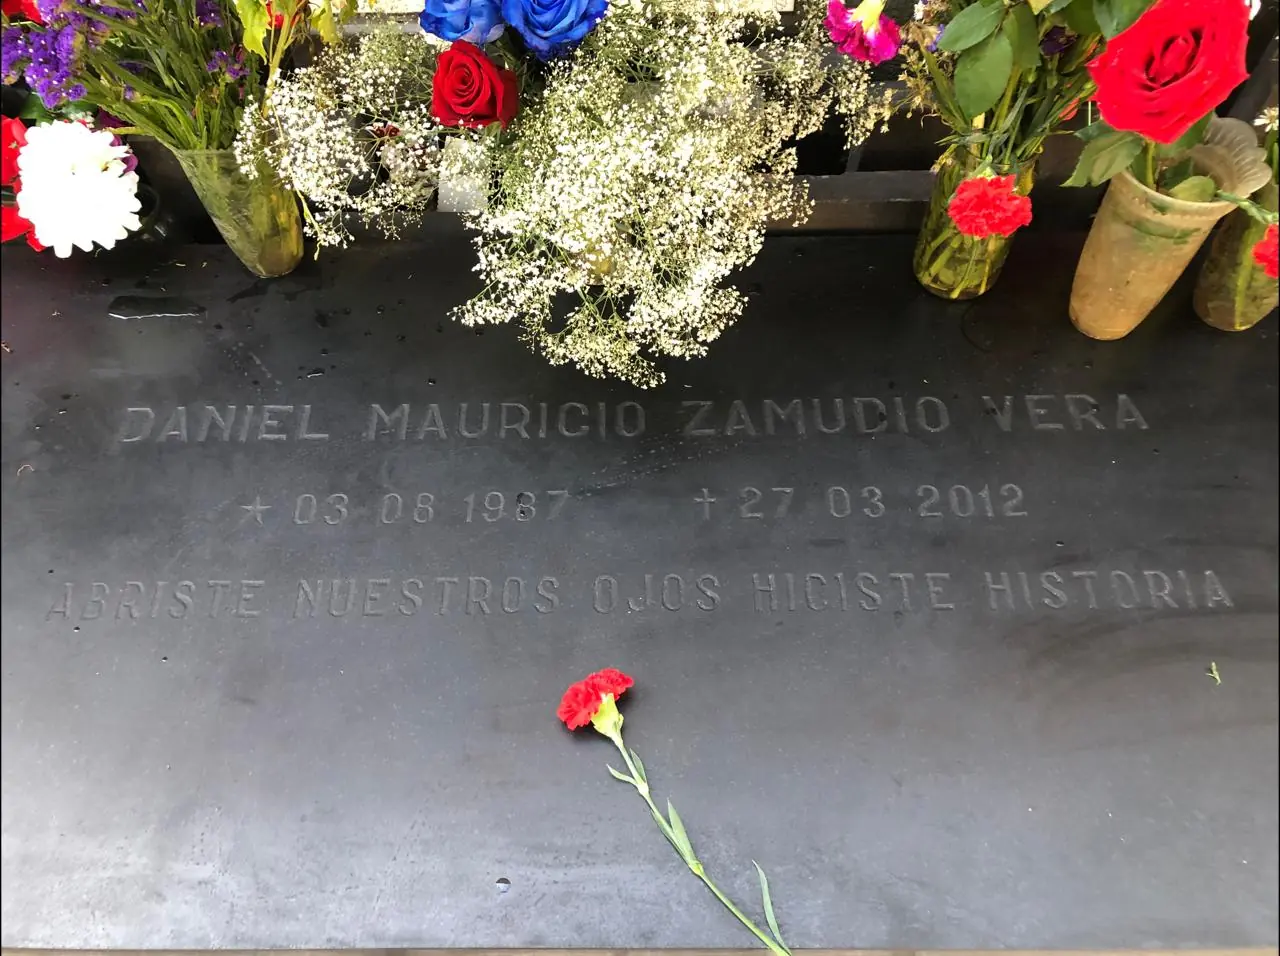 DANIEL MAURICIO ZAMUDIO VERA
★ 03 08 1987 † 27 03 2012
ABRISTE NUESTROS OJOS HICISTE HISTORIA